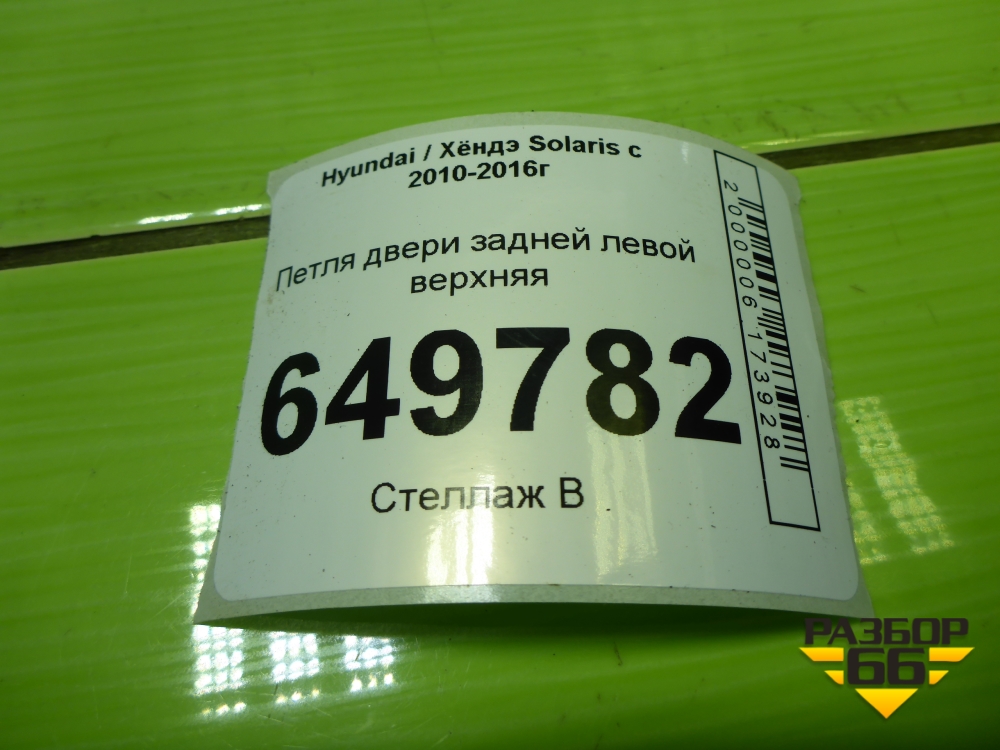 Hyundai / Хёндэ Solaris с
2010-2016г
Петля двери задней левой
верхняя
649782
Стеллаж В
2000006173928
РАЗБОР
66